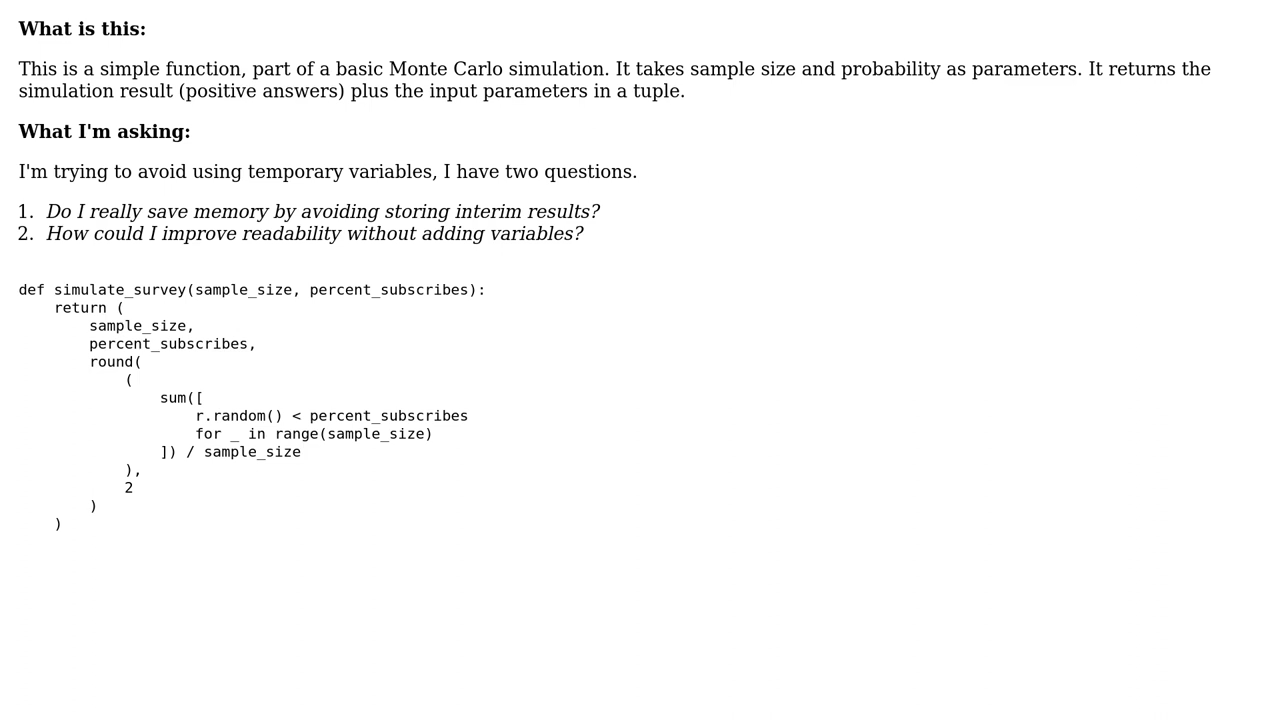 What is this:
This is a simple function, part of a basic Monte Carlo simulation. It takes sample size and probability as parameters. It returns the
simulation result (positive answers) plus the input parameters in a tuple.
What I'm asking:
I'm trying to avoid using temporary variables, I have two questions.
1. Do I really save memory by avoiding storing interim results?
2. How could I improve readability without adding variables?
def simulate_survey(sample_size, percent_subscribes):
    return (
        sample_size,
        percent_subscribes,
        round(
            (
                sum([
                    r.random() < percent_subscribes
                    for _ in range(sample_size)
                ]) / sample_size
            ),
            2
        )
    )